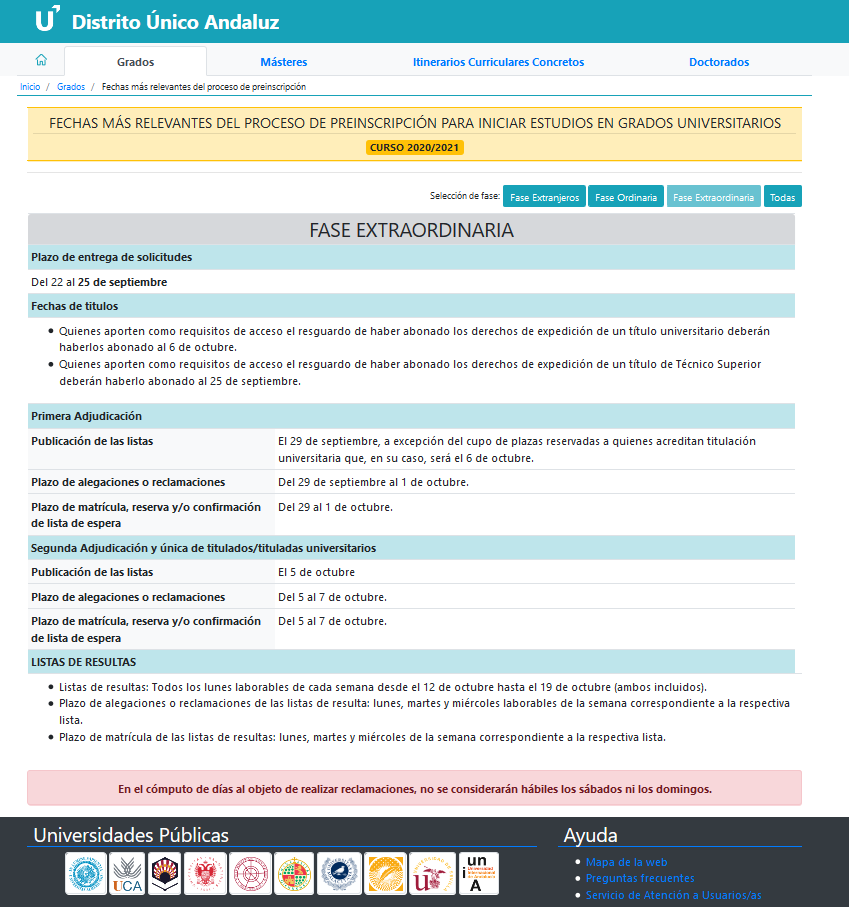 Distrito Único Andaluz
Grados
Másteres
Itinerarios Curriculares Concretos
Doctorados
Inicio / Grados / Fechas más relevantes del proceso de preinscripción
FECHAS MÁS RELEVANTES DEL PROCESO DE PREINSCRIPCIÓN PARA INICIAR ESTUDIOS EN GRADOS UNIVERSITARIOS
CURSO 2020/2021
Selección de fase: Fase Extranjeros Fase Ordinaria Fase Extraordinaria Todas
FASE EXTRAORDINARIA
Plazo de entrega de solicitudes
Del 22 al 25 de septiembre
Fechas de titulos
• Quienes aporten como requisitos de acceso el resguardo de haber abonado los derechos de expedición de un título universitario deberán
haberlos abonado al 6 de octubre.
• Quienes aporten como requisitos de acceso el resguardo de haber abonado los derechos de expedición de un título de Técnico Superior
deberán haberlo abonado al 25 de septiembre.
Primera Adjudicación
Publicación de las listas
El 29 de septiembre, a excepción del cupo de plazas reservadas a quienes acreditan titulación
universitaria que, en su caso, será el 6 de octubre.
Plazo de alegaciones o reclamaciones
Del 29 de septiembre al 1 de octubre.
Plazo de matrícula, reserva y/o confirmación
de lista de espera
Del 29 al 1 de octubre.
Segunda Adjudicación y única de titulados/tituladas universitarios
Publicación de las listas
El 5 de octubre
Plazo de alegaciones o reclamaciones
Del 5 al 7 de octubre.
Plazo de matrícula, reserva y/o confirmación
de lista de espera
Del 5 al 7 de octubre.
LISTAS DE RESULTAS
• Listas de resultas: Todos los lunes laborables de cada semana desde el 12 de octubre hasta el 19 de octubre (ambos incluidos).
• Plazo de alegaciones o reclamaciones de las listas de resulta: lunes, martes y miércoles laborables de la semana correspondiente a la respectiva
lista.
• Plazo de matrícula de las listas de resultas: lunes, martes y miércoles de la semana correspondiente a la respectiva lista.
En el cómputo de días al objeto de realizar reclamaciones, no se considerarán hábiles los sábados ni los domingos.
Universidades Públicas
UCA
un
i
A
Ayuda
• Mapa de la web
• Preguntas frecuentes
• Servicio de Atención a Usuarios/as